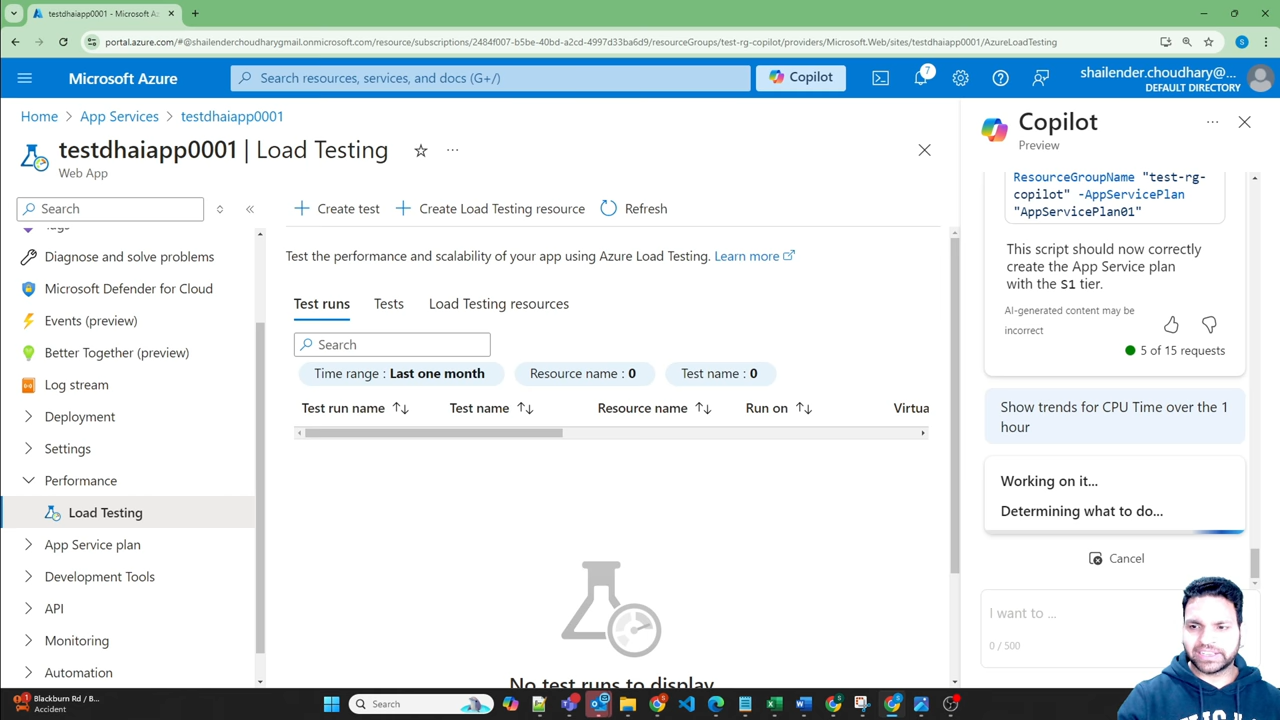 testdhaiapp0001 - Microsoft Az
portal.azure.com/#@shailenderchoudharygmail.onmicrosoft.com/resource/subscriptions/2484f007-b5be-40bd-a2cd-4997d33ba6d9/resourceGroups/test-rg-copilot/providers/Microsoft.Web/sites/testdhaiapp0001/AzureLoadTesting
S
Microsoft Azure
Search resources, services, and docs (G+/)
Copilot
7
shailender.choudhary@...
DEFAULT DIRECTORY
Home > App Services > testdhaiapp0001
testdhaiapp0001 | Load Testing
Web App
Search
Tags
Diagnose and solve problems
Microsoft Defender for Cloud
Events (preview)
Better Together (preview)
Log stream
Deployment
Settings
Performance
Load Testing
App Service plan
Development Tools
API
Monitoring
Automation
Create test
Create Load Testing resource
Refresh
Test the performance and scalability of your app using Azure Load Testing. Learn more
Test runs
Tests
Load Testing resources
Search
Time range : Last one month
Resource name : 0
Test name : 0
Test run name
Test name
Resource name
Run on
Virtua
No test runs to display
Copilot
Preview
ResourceGroupName "test-rg-
copilot" -AppServicePlan
"AppServicePlan01"
This script should now correctly
create the App Service plan
with the S1 tier.
AI-generated content may be
incorrect
5 of 15 requests
Show trends for CPU Time over the 1
hour
Working on it...
Determining what to do...
Cancel
I want to ...
0 / 500
1
Blackburn Rd / B...
Accident
Search